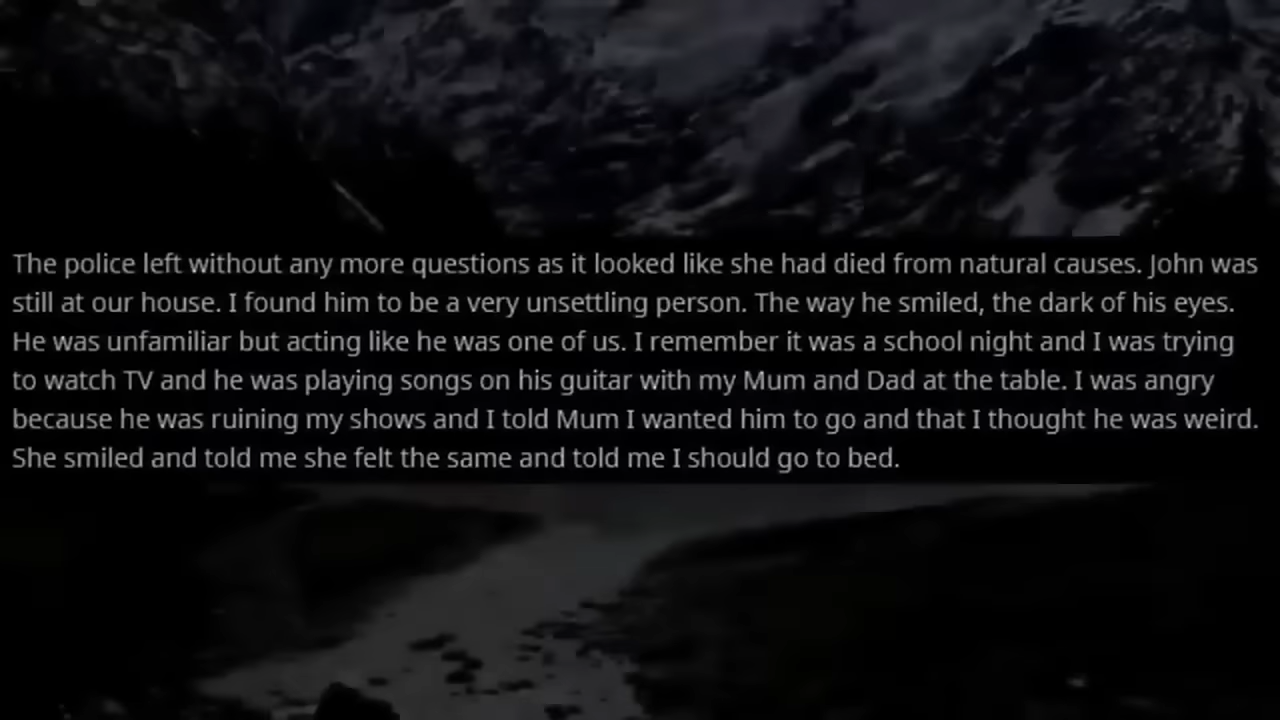 The police left without any more questions as it looked like she had died from natural causes. John was
still at our house. I found him to be a very unsettling person. The way he smiled, the dark of his eyes.
He was unfamiliar but acting like he was one of us. I remember it was a school night and I was trying
to watch TV and he was playing songs on his guitar with my Mum and Dad at the table. I was angry
because he was ruining my shows and I told Mum I wanted him to go and that I thought he was weird.
She smiled and told me she felt the same and told me I should go to bed.